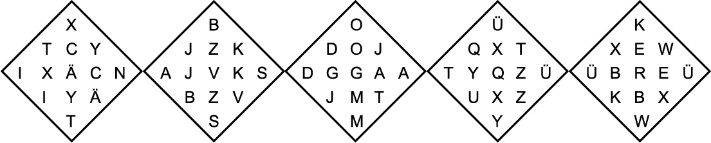 X B O Ü K
T C Y J Z K D O J Q X T X E W
I X Ä C N A J V K S D G G A A T Y Q Z Ü Ü B R E Ü
I Y Ä B Z V J M T U X Z K B X
T S M Y W